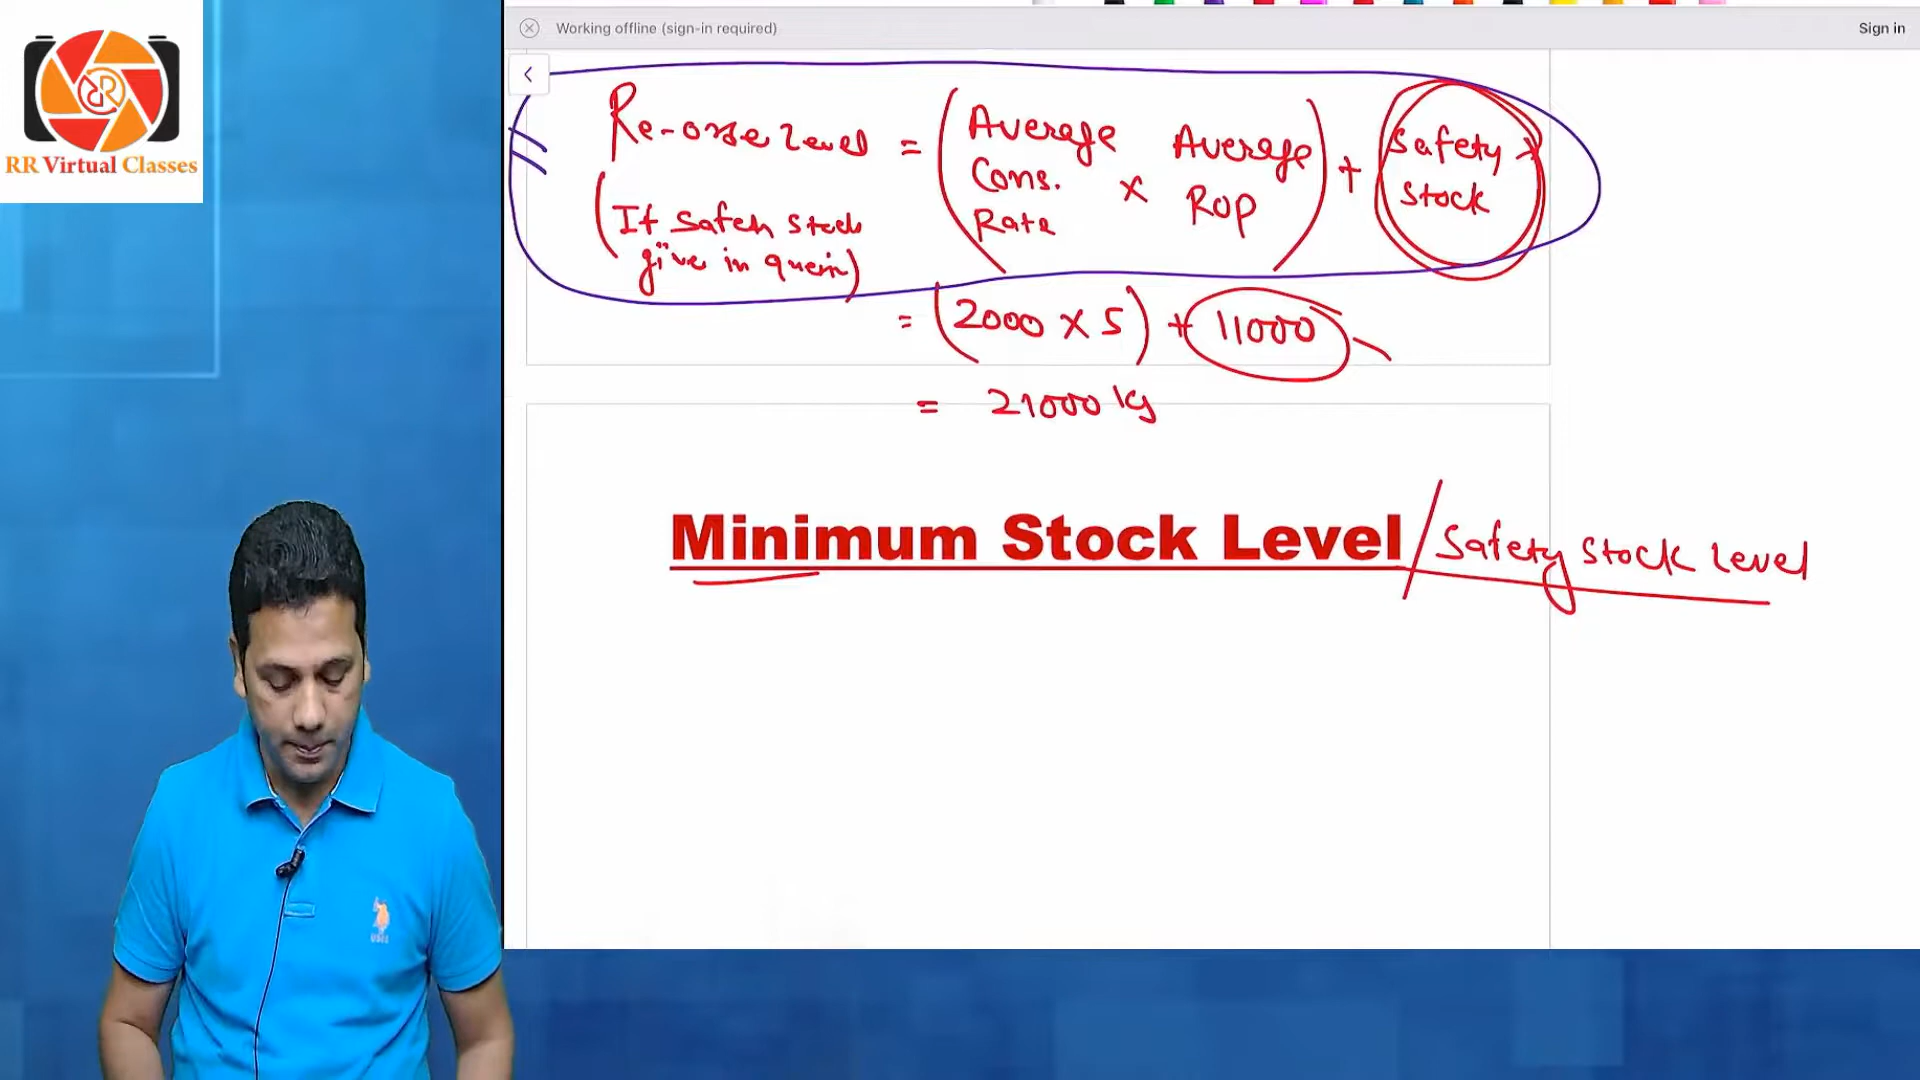 RR Virtual Classes
Working offline (sign-in required)
Sign in
Re-order Level = (Average Cons. Rate × Average ROP) + Safety Stock
(If Safety Stock give in
= (2000 × 5) + 11000
= 21000 kg
Minimum Stock Level / Safety Stock Level